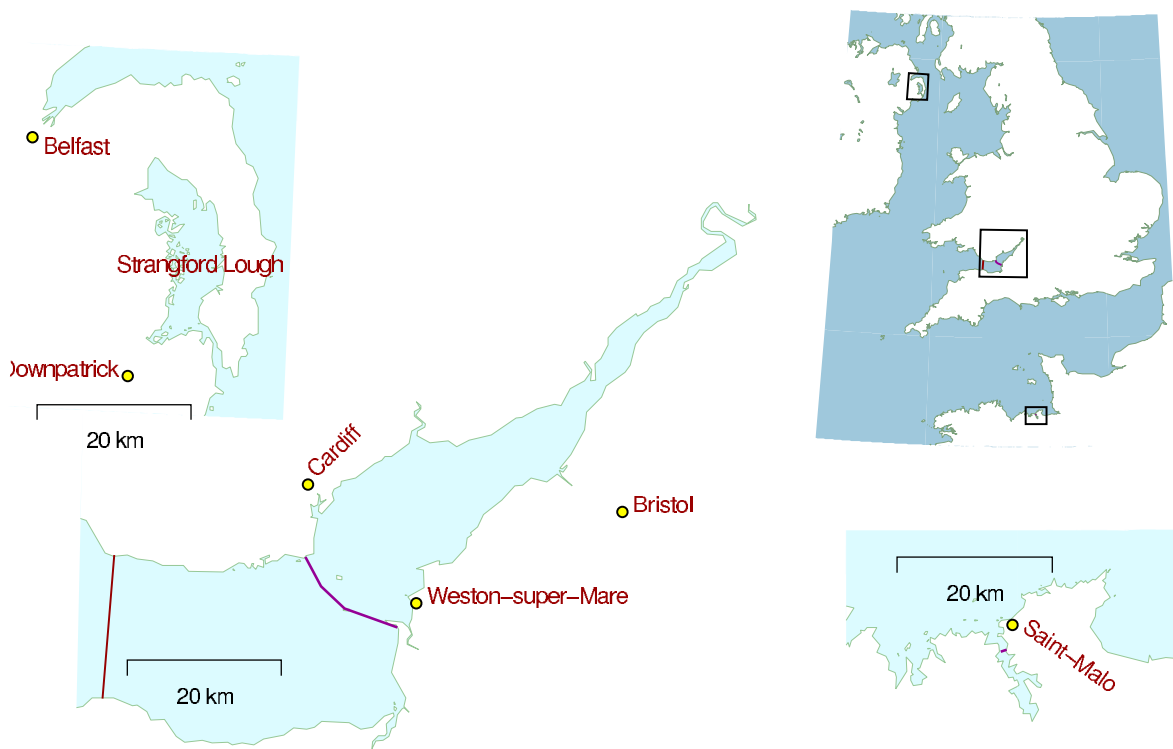 Belfast
Strangford Lough
Downpatrick
20 km
Cardiff
Bristol
Weston-super-Mare
20 km
20 km
Saint-Malo